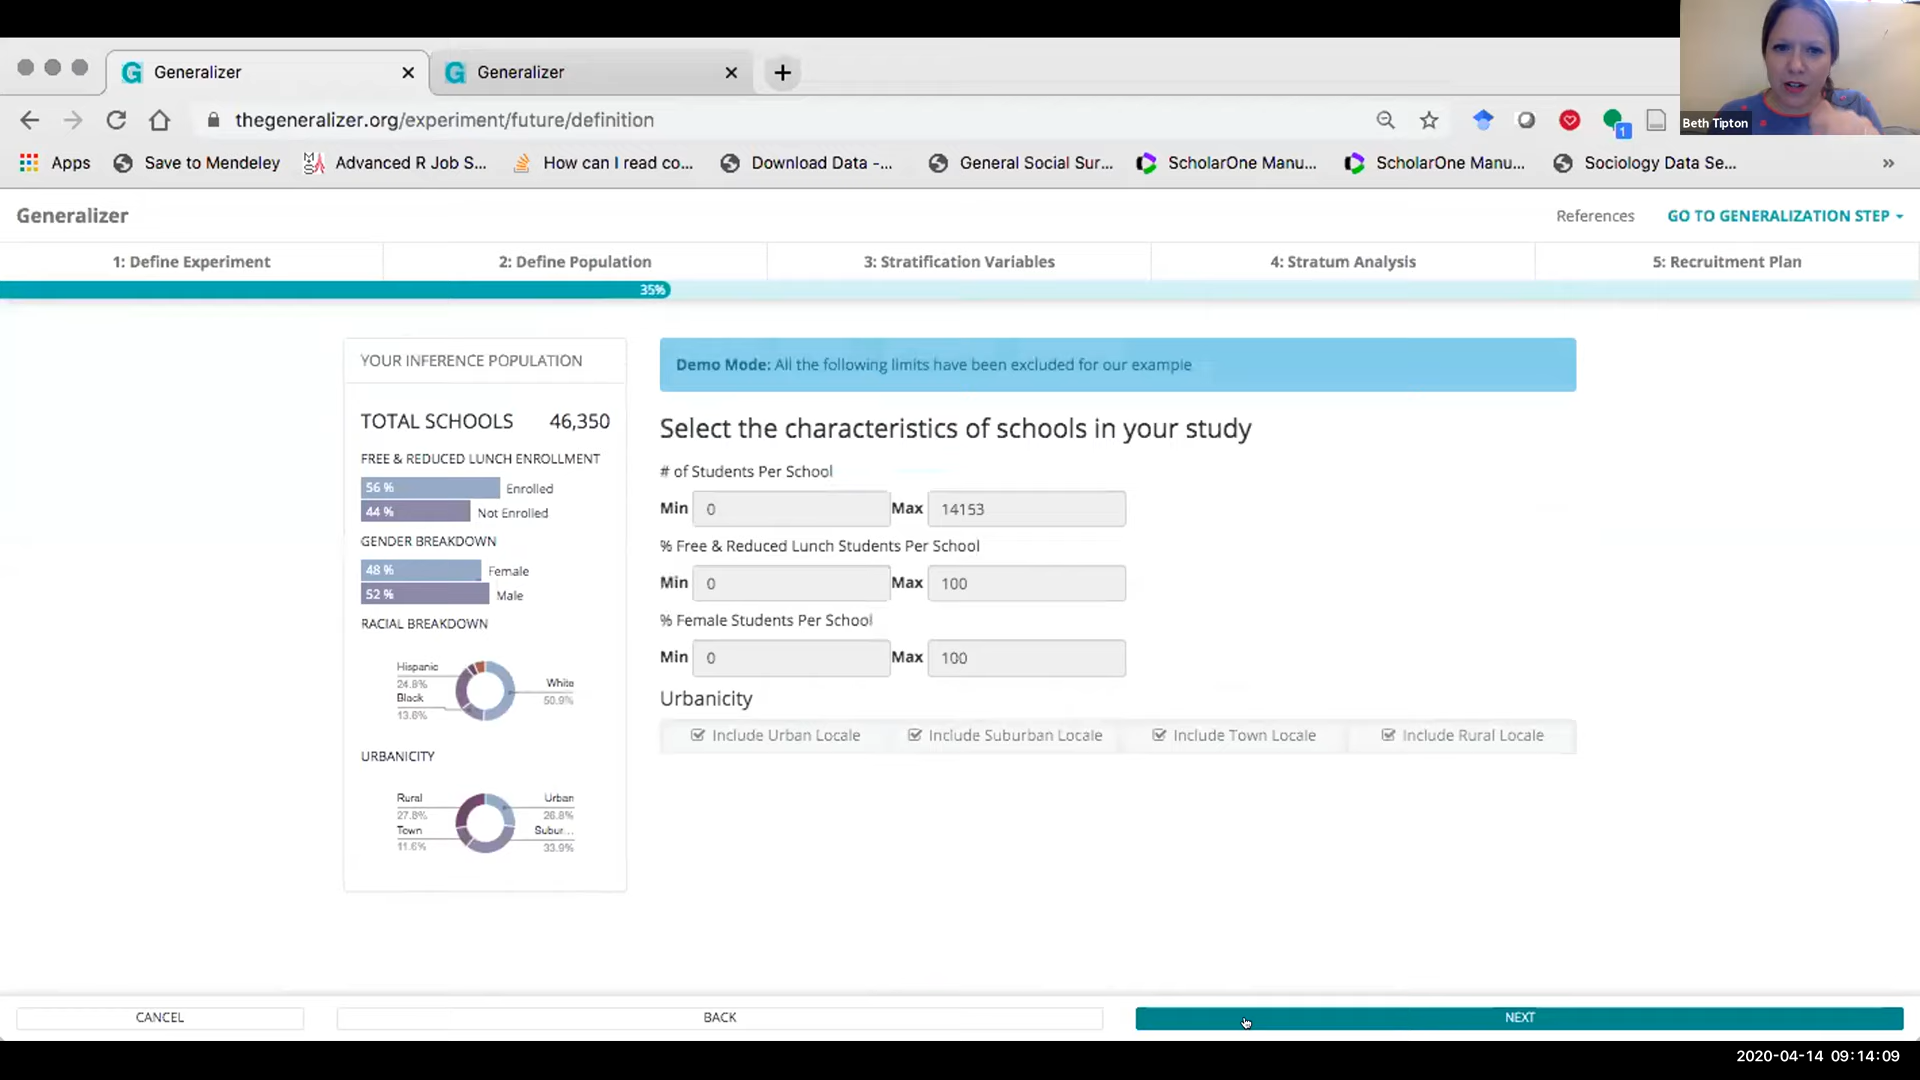 Generalizer
Generalizer
thegeneralizer.org/experiment/future/definition
1
Beth Tipton
Apps
Save to Mendeley
Advanced R Job S...
How can I read co...
Download Data -...
General Social Sur...
ScholarOne Manu...
ScholarOne Manu...
Sociology Data Se...
»
Generalizer
References
GO TO GENERALIZATION STEP
1: Define Experiment
2: Define Population
3: Stratification Variables
4: Stratum Analysis
5: Recruitment Plan
35%
YOUR INFERENCE POPULATION
TOTAL SCHOOLS 46,350
FREE & REDUCED LUNCH ENROLLMENT
56 % Enrolled
44 % Not Enrolled
GENDER BREAKDOWN
48 % Female
52 % Male
RACIAL BREAKDOWN
Hispanic
24.8%
Black
13.6%
White
50.9%
URBANICITY
Rural
27.8%
Town
11.6%
Urban
26.8%
Subur...
33.9%
Demo Mode: All the following limits have been excluded for our example
Select the characteristics of schools in your study
# of Students Per School
Min 0 Max 14153
% Free & Reduced Lunch Students Per School
Min 0 Max 100
% Female Students Per School
Min 0 Max 100
Urbanicity
Include Urban Locale
Include Suburban Locale
Include Town Locale
Include Rural Locale
CANCEL
BACK
NEXT
2020-04-14 09:14:09